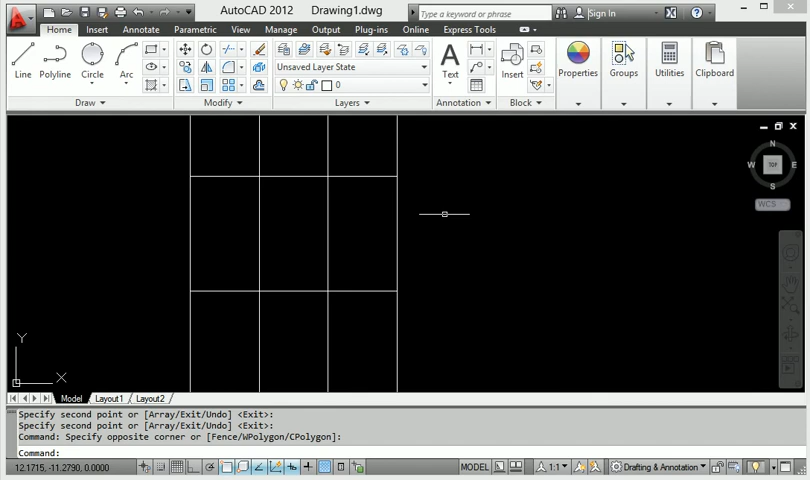 AutoCAD 2012 Drawing1.dwg
Type a keyword or phrase
Sign In
Home Insert Annotate Parametric View Manage Output Plug-ins Online Express Tools
Line Polyline Circle Arc
Unsaved Layer State
0
Text
Insert
Properties Groups Utilities Clipboard
Draw Modify Layers Annotation Block
N
W TOP E
S
WCS
Y
X
Model Layout1 Layout2
Specify second point or [Array/Exit/Undo] <Exit>:
Specify second point or [Array/Exit/Undo] <Exit>:
Command: Specify opposite corner or [Fence/WPolygon/CPolygon]:
Command:
12.1715, -11.2790, 0.0000
MODEL
1:1
Drafting & Annotation